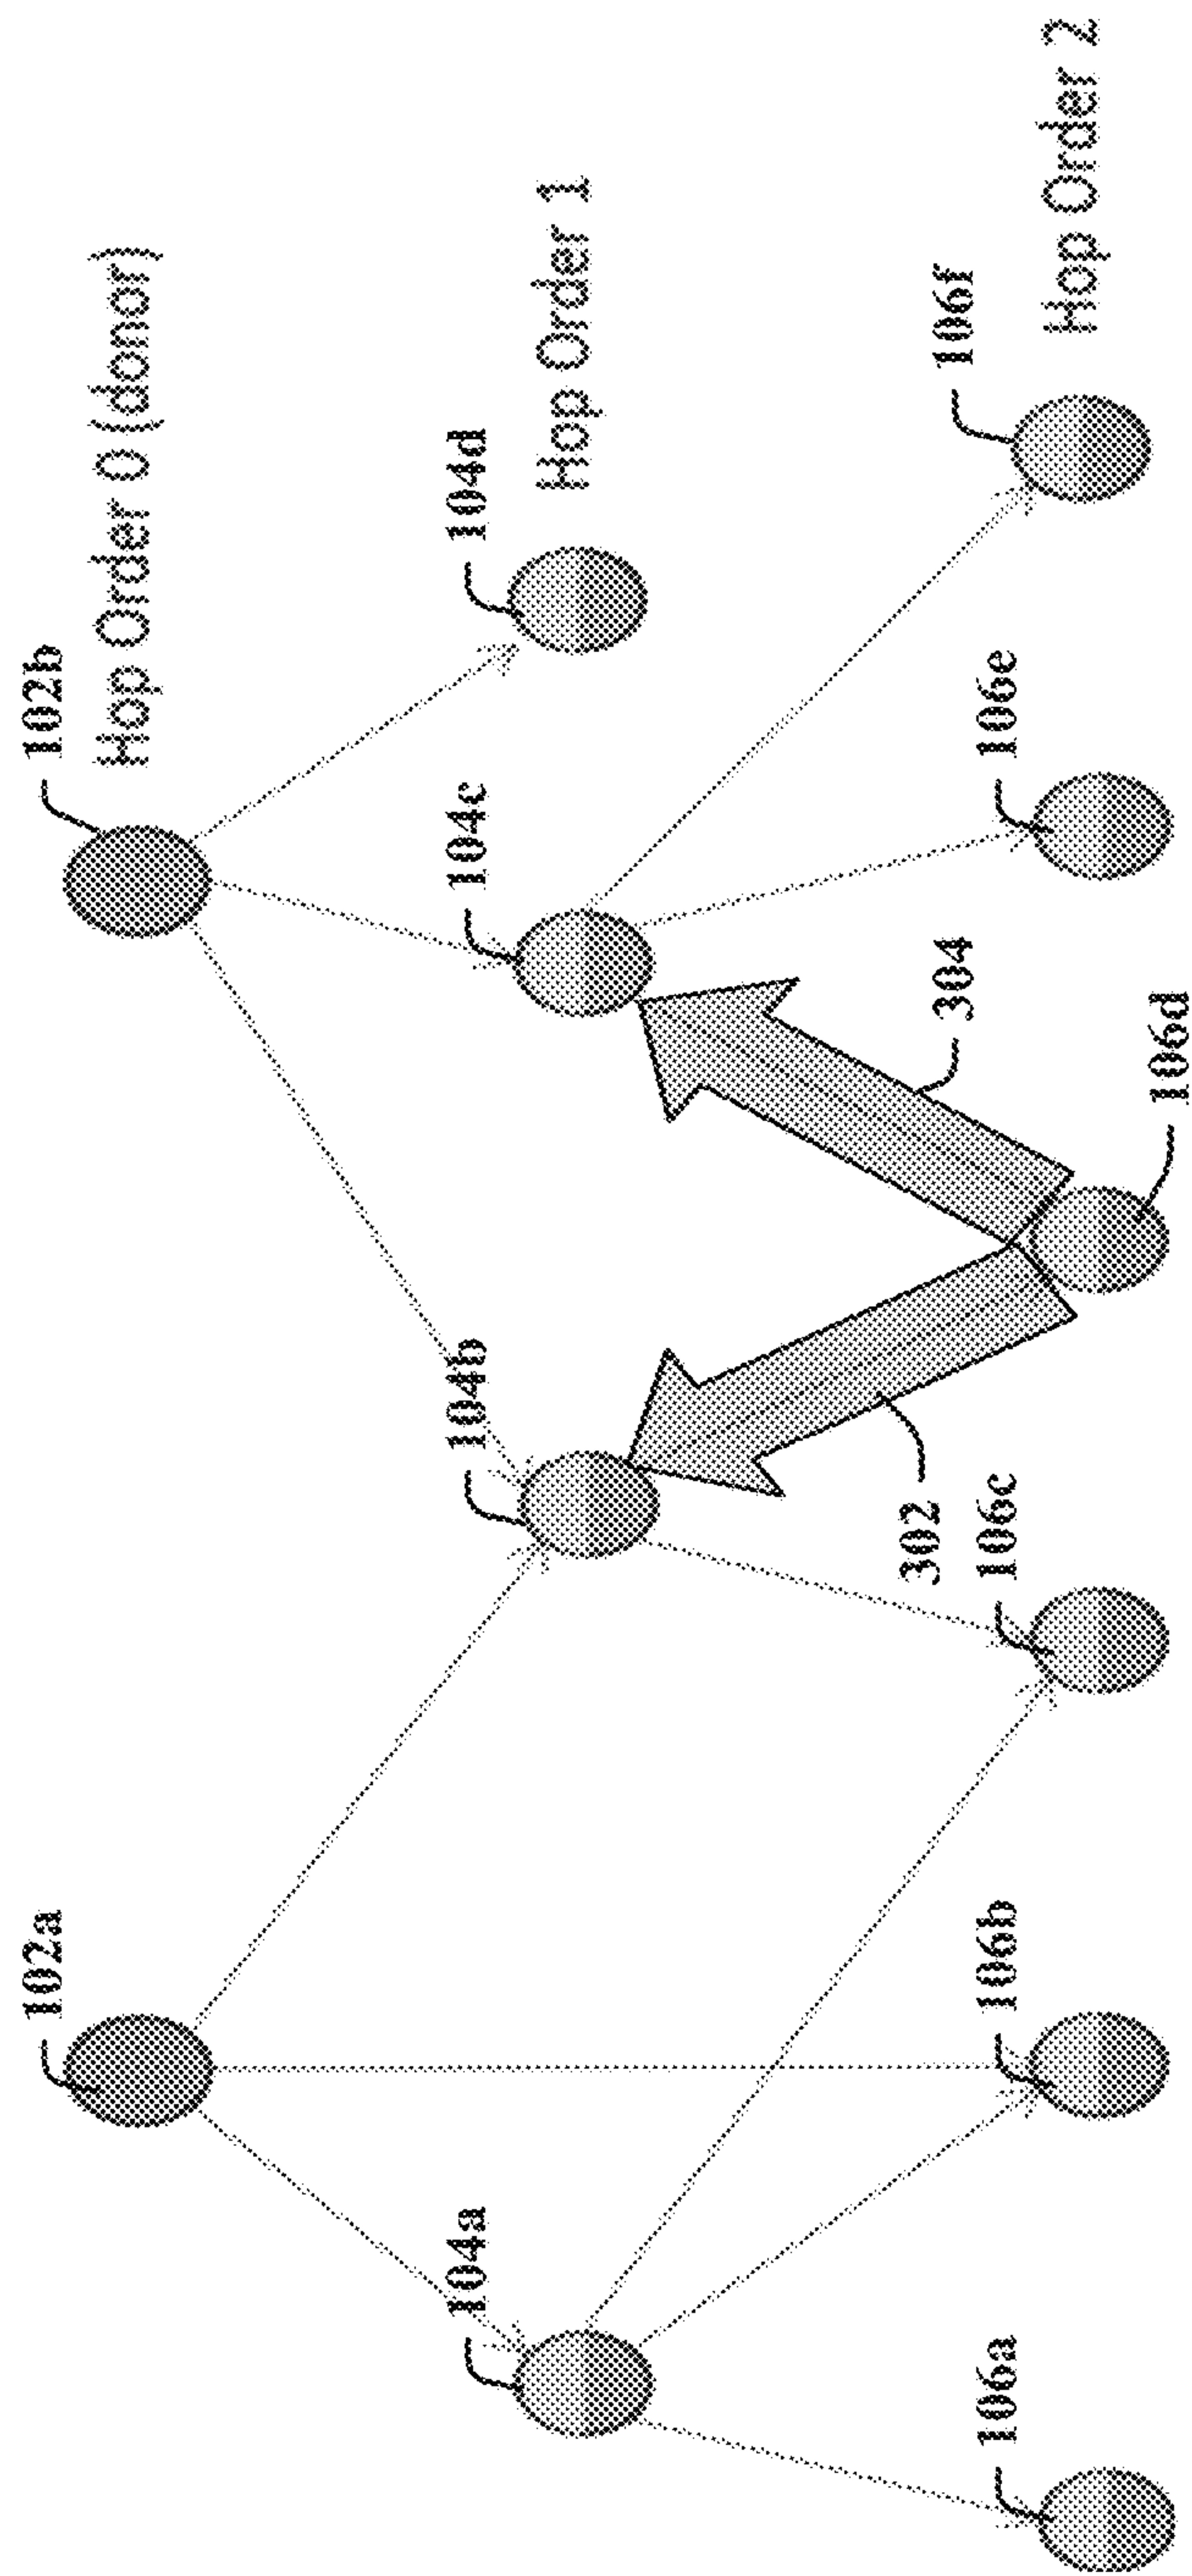 102a
102b
Hop Order 0 (donor)
104a
104b
104c
104d
Hop Order 1
302
304
106a
106b
106c
106d
106e
106f
Hop Order 2